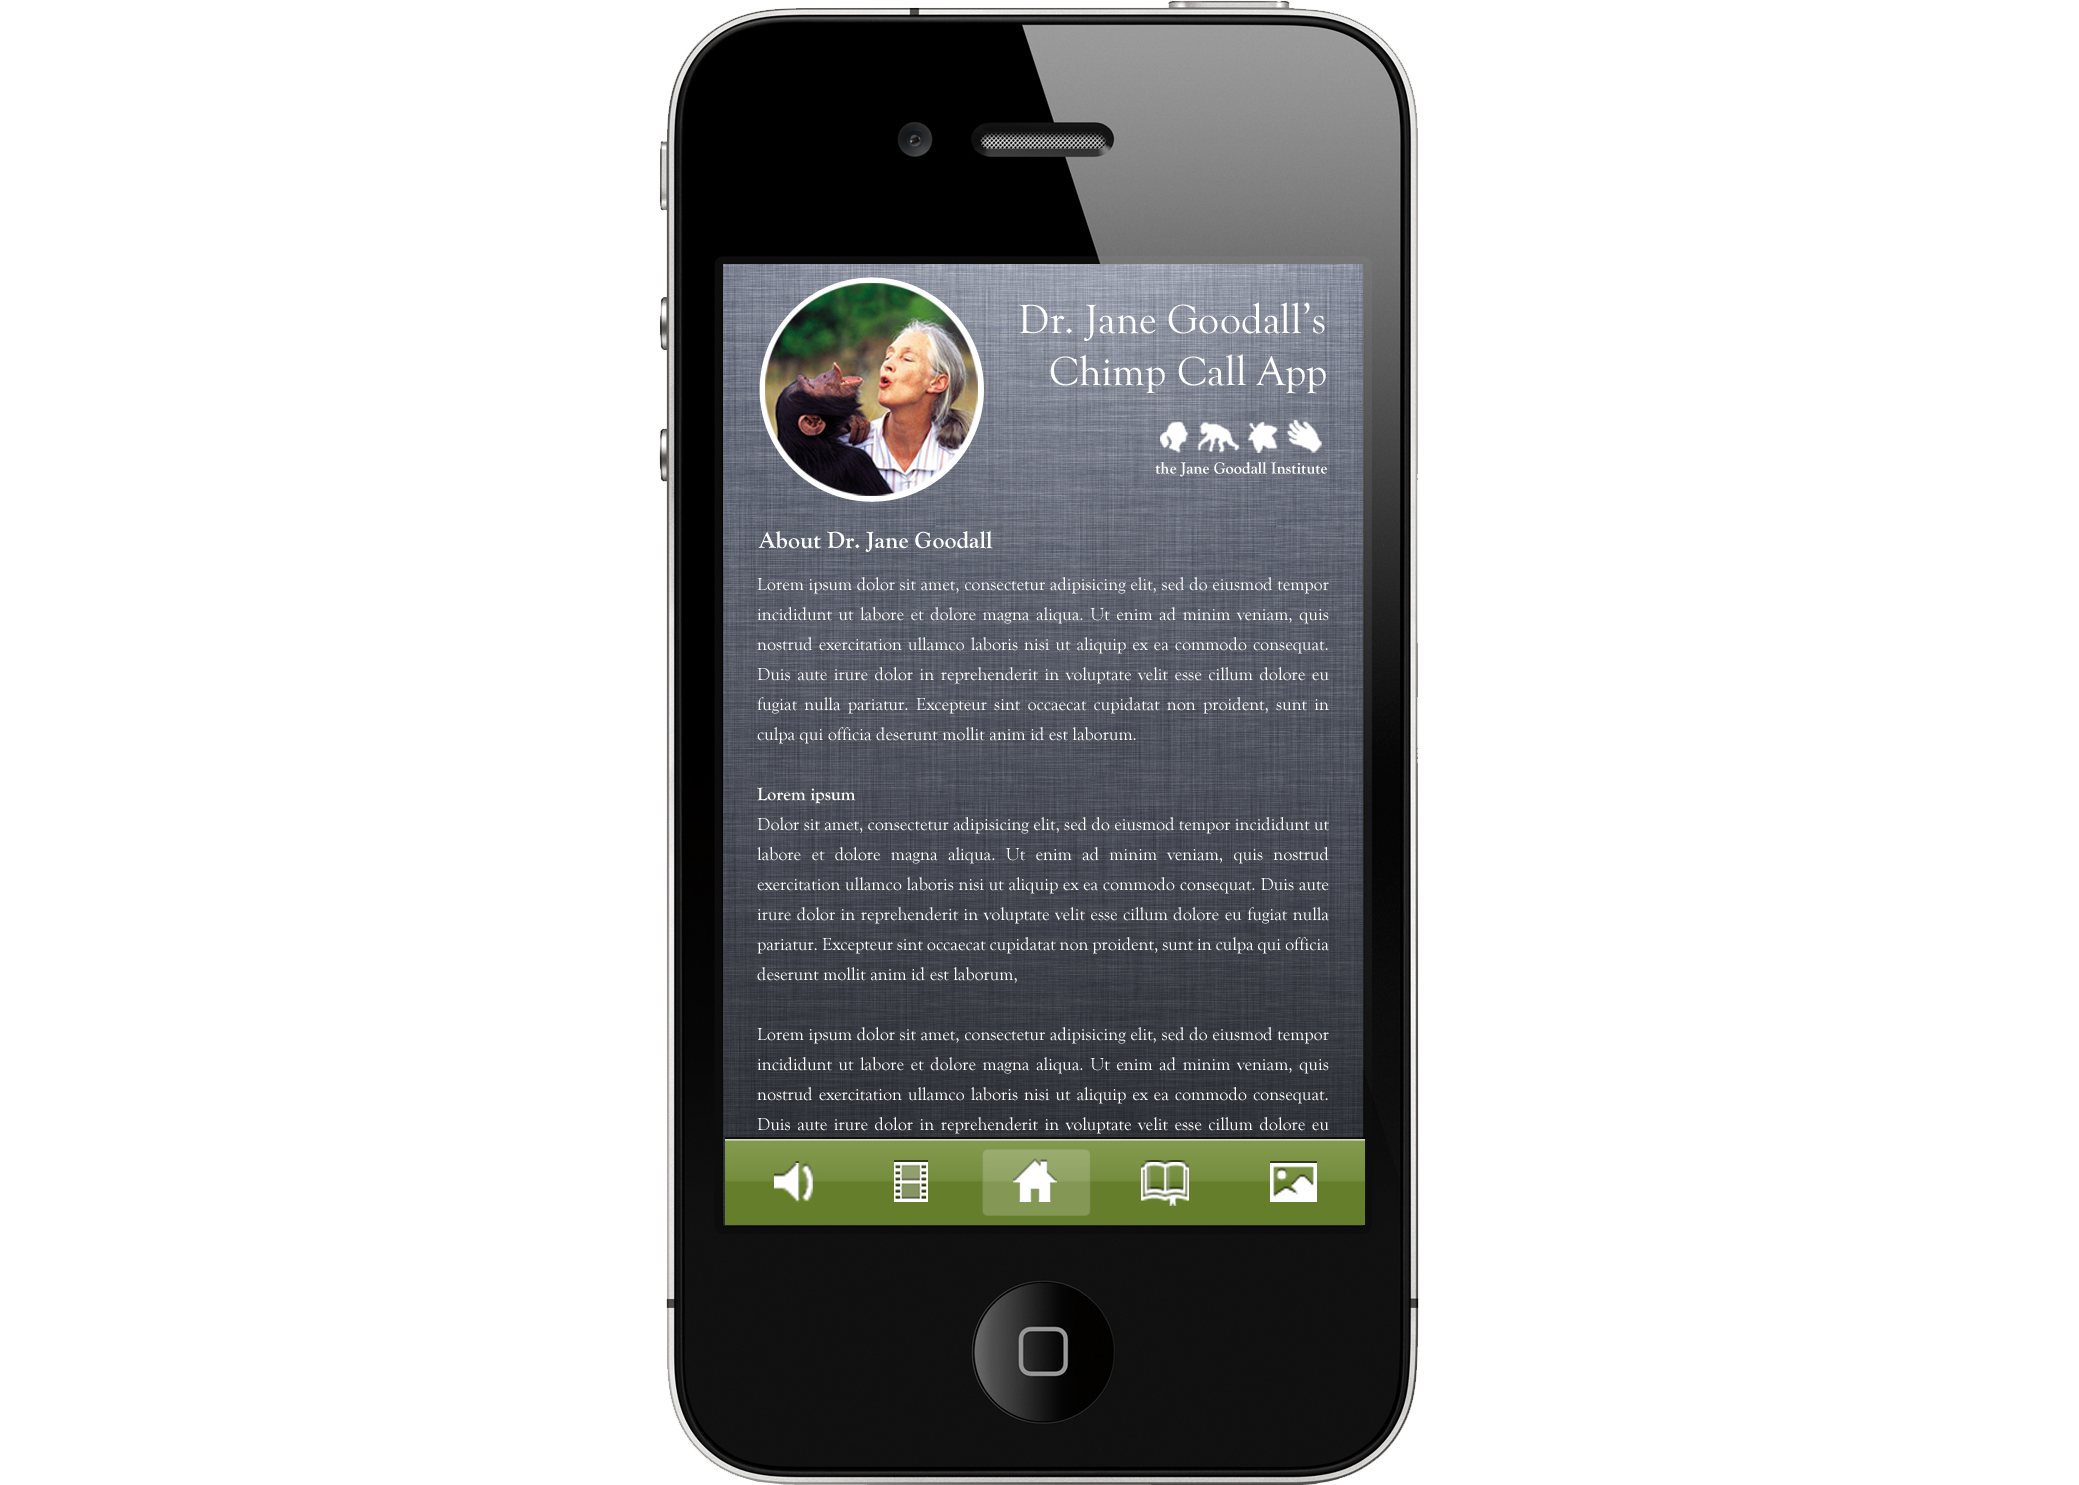 Dr. Jane Goodall's
Chimp Call App
the Jane Goodall Institute
About Dr. Jane Goodall
Lorem ipsum dolor sit amet, consectetur adipisicing elit, sed do eiusmod tempor
incididunt ut labore et dolore magna aliqua. Ut enim ad minim veniam, quis
nostrud exercitation ullamco laboris nisi ut aliquip ex ea commodo consequat.
Duis aute irure dolor in reprehenderit in voluptate velit esse cillum dolore eu
fugiat nulla pariatur. Excepteur sint occaecat cupidatat non proident, sunt in
culpa qui officia deserunt mollit anim id est laborum.
Lorem ipsum
Dolor sit amet, consectetur adipisicing elit, sed do eiusmod tempor incididunt ut
labore et dolore magna aliqua. Ut enim ad minim veniam, quis nostrud
exercitation ullamco laboris nisi ut aliquip ex ea commodo consequat. Duis aute
irure dolor in reprehenderit in voluptate velit esse cillum dolore eu fugiat nulla
pariatur. Excepteur sint occaecat cupidatat non proident, sunt in culpa qui officia
deserunt mollit anim id est laborum,
Lorem ipsum dolor sit amet, consectetur adipisicing elit, sed do eiusmod tempor
incididunt ut labore et dolore magna aliqua. Ut enim ad minim veniam, quis
nostrud exercitation ullamco laboris nisi ut aliquip ex ea commodo consequat.
Duis aute irure dolor in reprehenderit in voluptate velit esse cillum dolore eu